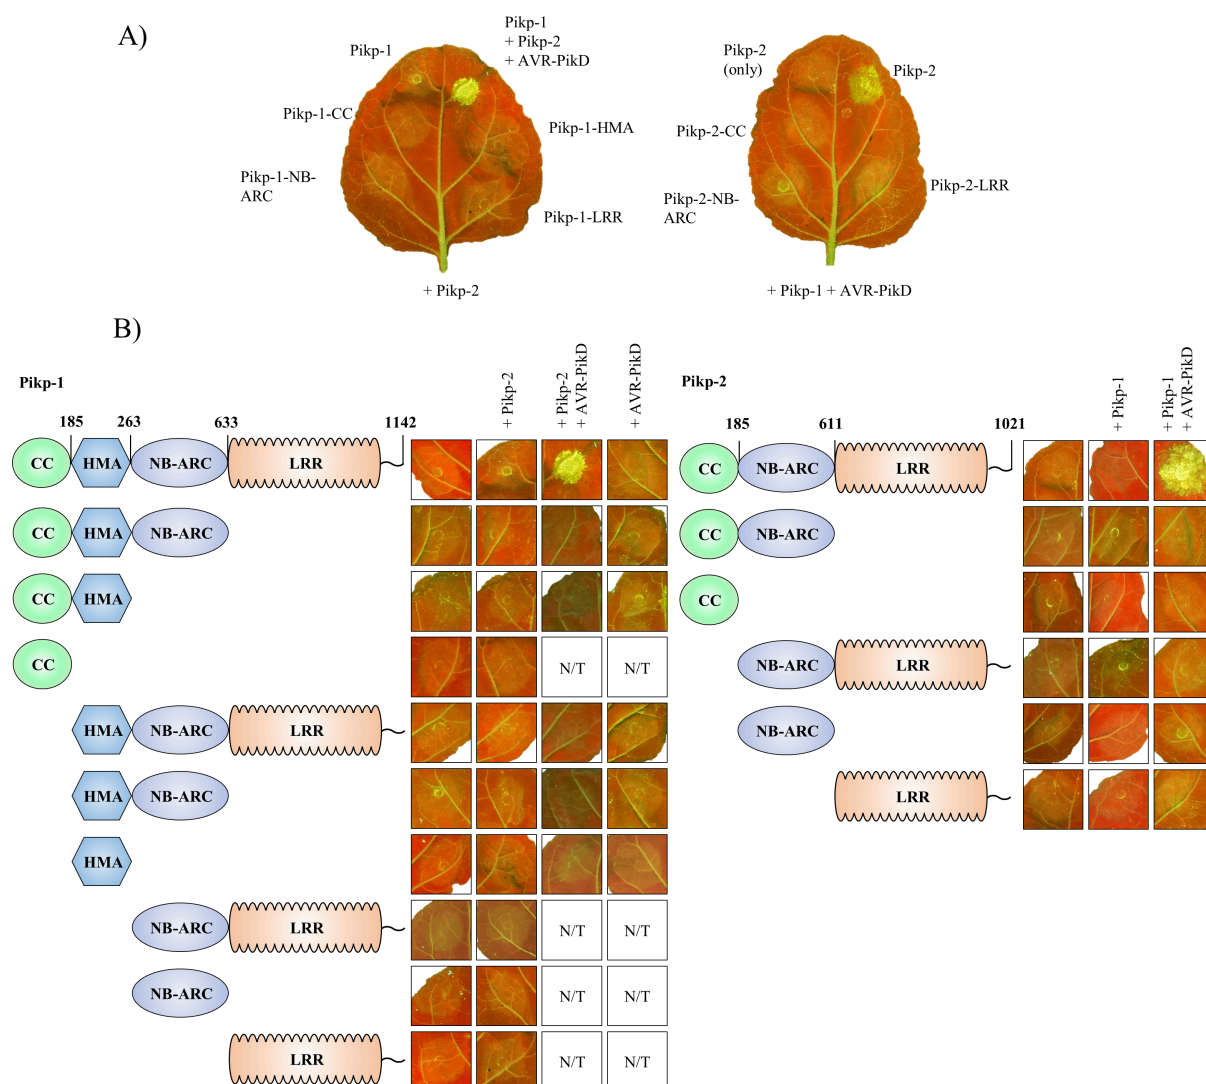 A)
Pikp-1
Pikp-1
+ Pikp-2
+ AVR-PikD
Pikp-1-CC
Pikp-1-HMA
Pikp-1-NB-
ARC
Pikp-1-LRR
+ Pikp-2
Pikp-2
(only)
Pikp-2
Pikp-2-CC
Pikp-2-NB-
ARC
Pikp-2-LRR
+ Pikp-1 + AVR-PikD
B)
Pikp-1
+ Pikp-2
+ Pikp-2
+ AVR-PikD
+ AVR-PikD
185 263 633 1142
CC HMA NB-ARC LRR
CC HMA NB-ARC
CC HMA
CC N/T N/T
HMA NB-ARC LRR
HMA NB-ARC
HMA
NB-ARC LRR N/T N/T
NB-ARC N/T N/T
LRR N/T N/T
Pikp-2
+ Pikp-1
+ Pikp-1
+ AVR-PikD
185 611 1021
CC NB-ARC LRR
CC NB-ARC
CC
NB-ARC LRR
NB-ARC
LRR